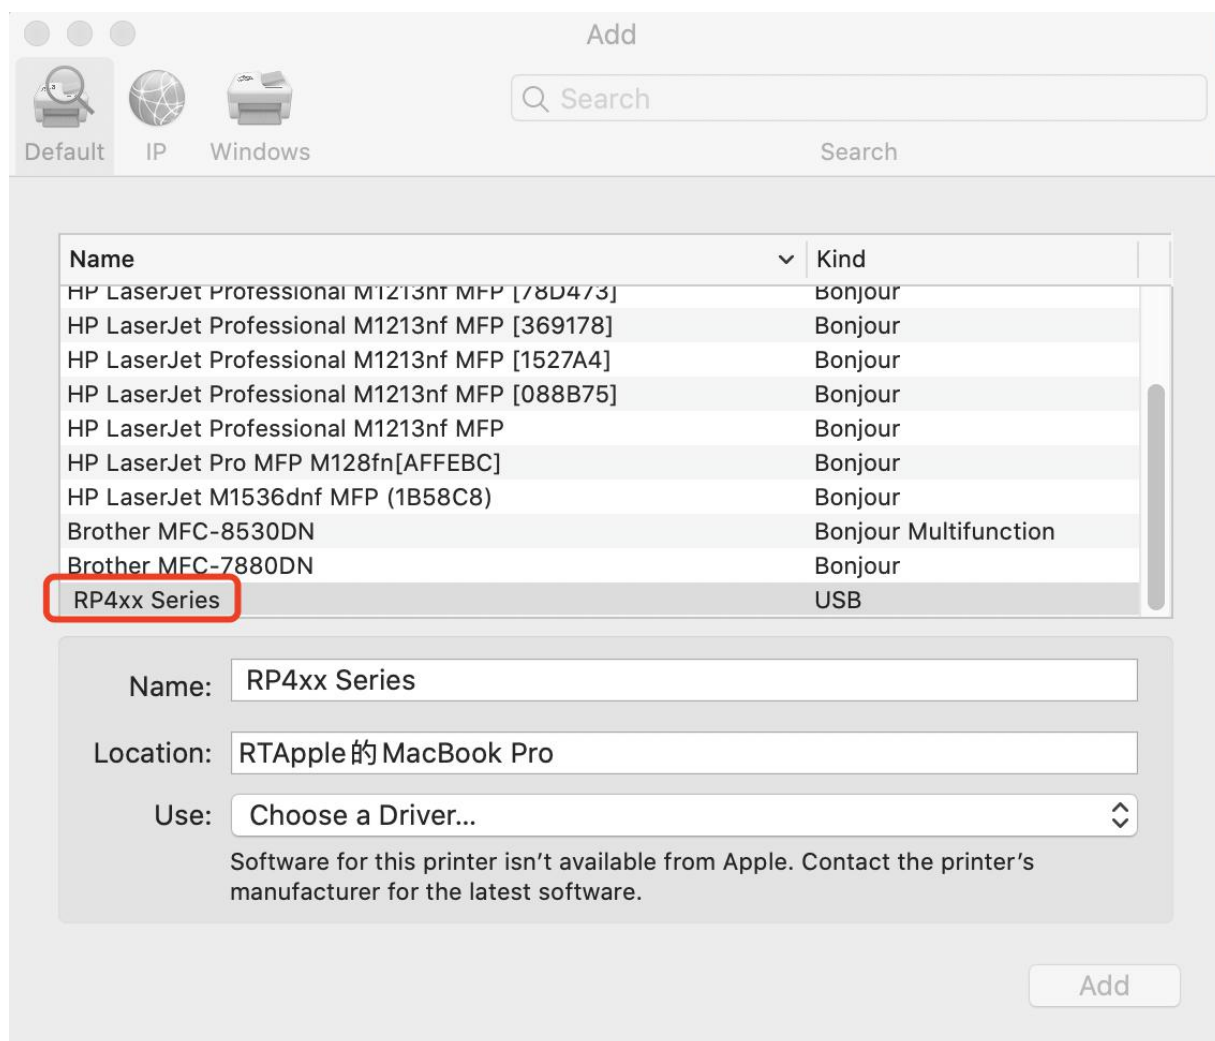 Add
Search
Default IP Windows Search
Name Kind
HP LaserJet Professional M1213nf MFP [78D473] Bonjour
HP LaserJet Professional M1213nf MFP [369178] Bonjour
HP LaserJet Professional M1213nf MFP [1527A4] Bonjour
HP LaserJet Professional M1213nf MFP [088B75] Bonjour
HP LaserJet Professional M1213nf MFP Bonjour
HP LaserJet Pro MFP M128fn[AFFEBC] Bonjour
HP LaserJet M1536dnf MFP (1B58C8) Bonjour
Brother MFC-8530DN Bonjour Multifunction
Brother MFC-7880DN Bonjour
RP4xx Series USB
Name: RP4xx Series
Location: RTApple的MacBook Pro
Use: Choose a Driver...
Software for this printer isn’t available from Apple. Contact the printer’s
manufacturer for the latest software.
Add